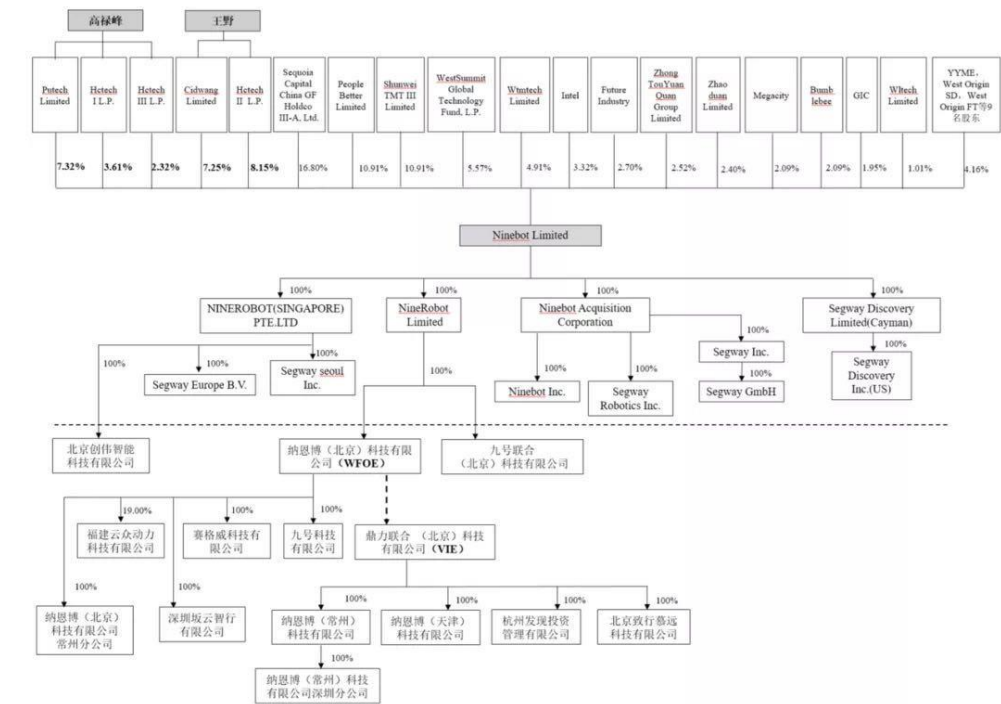 高禄峰
王野
Putech
Limited
Hctech
I L.P.
Hctech
III L.P.
Cidwang
Limited
Hctech
II L.P.
Sequoia
Capital
China GF
Holdco
III-A, Ltd.
People
Better
Limited
Shunwei
TMT III
Limited
WestSummit
Global
Technology
Fund, L.P.
Wtmtech
Limited
Intel
Future
Industry
Zhong
TouYuan
Quan
Group
Limited
Zhao
duan
Limited
Megacity
Bumb
lebee
GIC
Wltech
Limited
YYME,
West Origin
SD, West
Origin FT等9
名股东
7.32%
3.61%
2.32%
7.25%
8.15%
16.80%
10.91%
10.91%
5.57%
4.91%
3.32%
2.70%
2.52%
2.40%
2.09%
2.09%
1.95%
1.01%
4.16%
Ninebot Limited
100%
100%
100%
100%
NINEROBOT(SINGAPORE)
PTE.LTD
NineRobot
Limited
Ninebot Acquisition
Corporation
Segway Discovery
Limited(Cayman)
100%
100%
100%
100%
100%
100%
100%
100%
Segway Europe B.V.
Segway seoul
Inc.
Segway Inc.
Segway
Discovery
Inc.(US)
100%
Ninebot Inc.
Segway
Robotics Inc.
Segway GmbH
北京创伟智能
科技有限公司
纳恩博（北京）科技有限
公司（WFOE）
九号联合
（北京）科技有限公司
19.00%
100%
100%
福建云众动力
科技有限公司
赛格威科技有
限公司
九号科技
有限公司
鼎力联合 （北京）科技
有限公司（VIE）
100%
100%
100%
100%
100%
100%
纳恩博（北京）
科技有限公司
常州分公司
深圳坂云智行
有限公司
纳恩博（常州）
科技有限公司
纳恩博（天津）
科技有限公司
杭州发现投资
管理有限公司
北京致行慕远
科技有限公司
100%
纳恩博（常州）科技
有限公司深圳分公司